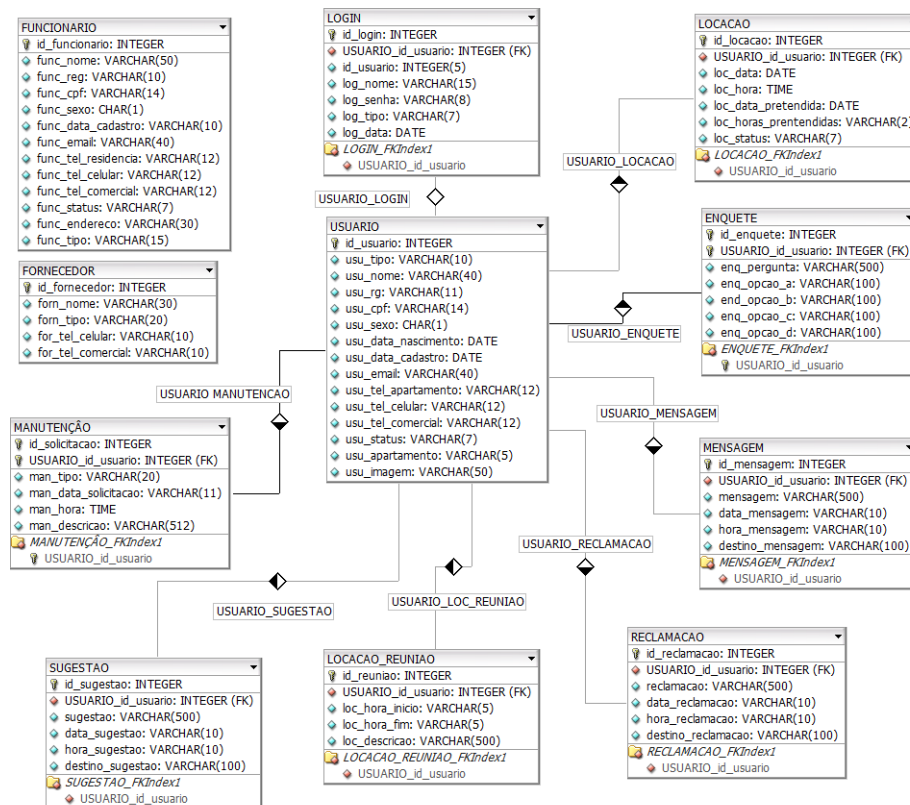 FUNCIONARIO
id_funcionario: INTEGER
func_nome: VARCHAR(50)
func_reg: VARCHAR(10)
func_cpf: VARCHAR(14)
func_sexo: CHAR(1)
func_data_cadastro: VARCHAR(10)
func_email: VARCHAR(40)
func_tel_residencia: VARCHAR(12)
func_tel_celular: VARCHAR(12)
func_tel_comercial: VARCHAR(12)
func_status: VARCHAR(7)
func_endereco: VARCHAR(30)
func_tipo: VARCHAR(15)
LOGIN
id_login: INTEGER
USUARIO_id_usuario: INTEGER (FK)
id_usuario: INTEGER(5)
log_nome: VARCHAR(15)
log_senha: VARCHAR(8)
log_tipo: VARCHAR(7)
log_data: DATE
LOGIN_FKIndex1
USUARIO_id_usuario
LOCACAO
id_locacao: INTEGER
USUARIO_id_usuario: INTEGER (FK)
loc_data: DATE
loc_hora: TIME
loc_data_pretendida: DATE
loc_horas_prentendidas: VARCHAR(2)
loc_status: VARCHAR(7)
LOCACAO_FKIndex1
USUARIO_id_usuario
USUARIO_LOCACAO
USUARIO_LOGIN
FORNECEDOR
id_fornecedor: INTEGER
forn_nome: VARCHAR(30)
forn_tipo: VARCHAR(20)
for_tel_celular: VARCHAR(10)
for_tel_comercial: VARCHAR(10)
USUARIO
id_usuario: INTEGER
usu_tipo: VARCHAR(10)
usu_nome: VARCHAR(40)
usu_rg: VARCHAR(11)
usu_cpf: VARCHAR(14)
usu_sexo: CHAR(1)
usu_data_nascimento: DATE
usu_data_cadastro: DATE
usu_email: VARCHAR(40)
usu_tel_apartamento: VARCHAR(12)
usu_tel_celular: VARCHAR(12)
usu_tel_comercial: VARCHAR(12)
usu_status: VARCHAR(7)
usu_apartamento: VARCHAR(5)
usu_imagem: VARCHAR(50)
ENQUETE
id_enquete: INTEGER
USUARIO_id_usuario: INTEGER (FK)
enq_pergunta: VARCHAR(500)
enq_opcao_a: VARCHAR(100)
end_opcao_b: VARCHAR(100)
enq_opcao_c: VARCHAR(100)
enq_opcao_d: VARCHAR(100)
ENQUETE_FKIndex1
USUARIO_id_usuario
USUARIO_ENQUETE
USUARIO MANUTENCAO
USUARIO_MENSAGEM
MANUTENÇÂO
id_solicitacao: INTEGER
USUARIO_id_usuario: INTEGER (FK)
man_tipo: VARCHAR(20)
man_data_solicitacao: VARCHAR(11)
man_hora: TIME
man_descricao: VARCHAR(512)
MANUTENÇÂO_FKIndex1
USUARIO_id_usuario
MENSAGEM
id_mensagem: INTEGER
USUARIO_id_usuario: INTEGER (FK)
mensagem: VARCHAR(500)
data_mensagem: VARCHAR(10)
hora_mensagem: VARCHAR(10)
destino_mensagem: VARCHAR(100)
MENSAGEM_FKIndex1
USUARIO_id_usuario
USUARIO_RECLAMACAO
USUARIO_SUGESTAO
USUARIO_LOC_REUNIAO
SUGESTAO
id_sugestao: INTEGER
USUARIO_id_usuario: INTEGER (FK)
sugestao: VARCHAR(500)
data_sugestao: VARCHAR(10)
hora_sugestao: VARCHAR(10)
destino_sugestao: VARCHAR(100)
SUGESTAO_FKIndex1
USUARIO_id_usuario
LOCACAO_REUNIAO
id_reuniao: INTEGER
USUARIO_id_usuario: INTEGER (FK)
loc_hora_inicio: VARCHAR(5)
loc_hora_fim: VARCHAR(5)
loc_descricao: VARCHAR(500)
LOCACAO_REUNIAO_FKIndex1
USUARIO_id_usuario
RECLAMACAO
id_reclamacao: INTEGER
USUARIO_id_usuario: INTEGER (FK)
reclamacao: VARCHAR(500)
data_reclamacao: VARCHAR(10)
hora_reclamacao: VARCHAR(10)
destino_reclamacao: VARCHAR(100)
RECLAMACAO_FKIndex1
USUARIO_id_usuario